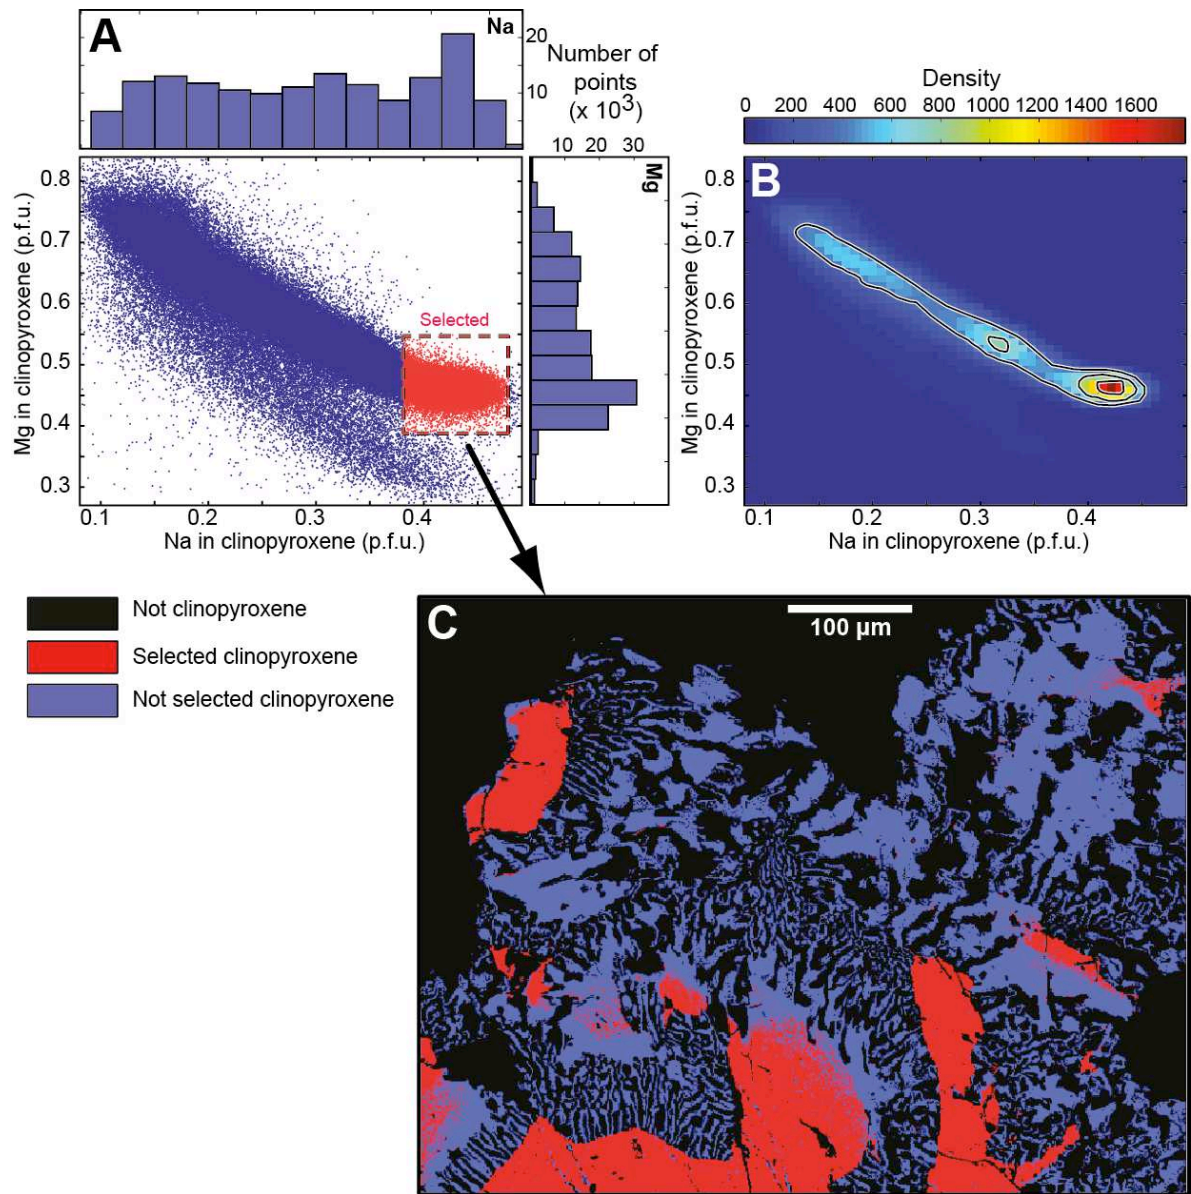 A
Na
20
10
Number of
points
(x 10³)
10 20 30
Mg
Mg in clinopyroxene (p.f.u.)
0.8
0.7
0.6
0.5
0.4
0.3
Selected
0.1 0.2 0.3 0.4
Na in clinopyroxene (p.f.u.)
Density
0 200 400 600 800 1000 1200 1400 1600
B
Mg in clinopyroxene (p.f.u.)
0.8
0.7
0.6
0.5
0.4
0.3
0.1 0.2 0.3 0.4
Na in clinopyroxene (p.f.u.)
Not clinopyroxene
Selected clinopyroxene
Not selected clinopyroxene
C
100 µm